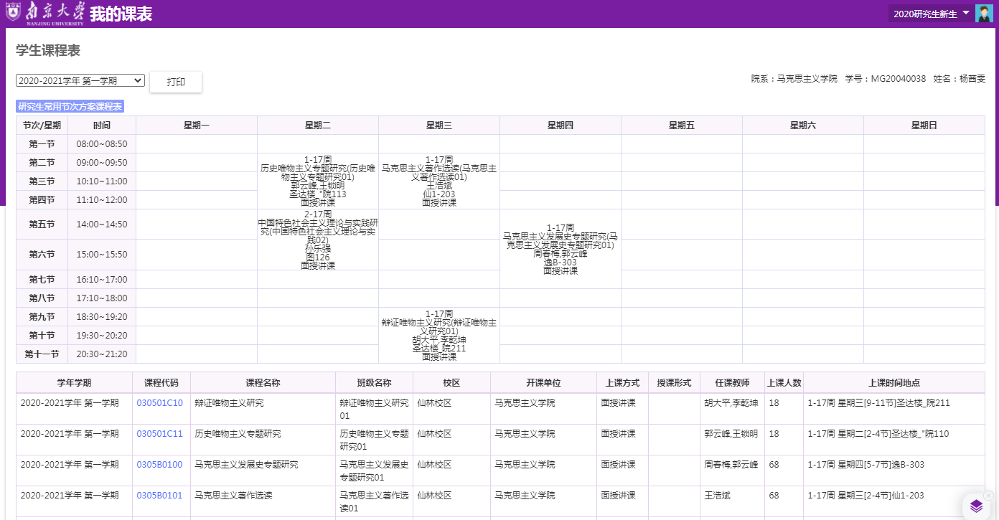 南京大学 我的课表
NANJING UNIVERSITY
2020研究生新生
学生课程表
2020-2021学年 第一学期 打印
院系：马克思主义学院 学号：MG20040038 姓名：杨茜雯
研究生常用节次方案课程表
节次/星期 时间 星期一 星期二 星期三 星期四 星期五 星期六 星期日
第一节 08:00~08:50
第二节 09:00~09:50
第三节 10:10~11:00
第四节 11:10~12:00
1-17周
历史唯物主义专题研究(历史唯
物主义专题研究01)
郭云峰,王锁明
圣达楼_"院113
面授讲课
1-17周
马克思主义著作选读(马克思主
义著作选读01)
王浩斌
仙1-203
面授讲课
第五节 14:00~14:50
第六节 15:00~15:50
第七节 16:10~17:00
2-17周
中国特色社会主义理论与实践研
究(中国特色社会主义理论与实
践02)
孙乐强
图126
面授讲课
1-17周
马克思主义发展史专题研究(马
克思主义发展史专题研究01)
周春梅,郭云峰
逸B-303
面授讲课
第八节 17:10~18:00
第九节 18:30~19:20
第十节 19:30~20:20
第十一节 20:30~21:20
1-17周
辩证唯物主义研究(辩证唯物主
义研究01)
胡大平,李乾坤
圣达楼_院211
面授讲课
学年学期 课程代码 课程名称 班级名称 校区 开课单位 上课方式 授课形式 任课教师 上课人数 上课时间地点
2020-2021学年 第一学期 030501C10 辩证唯物主义研究 辩证唯物主义研究 仙林校区 马克思主义学院 面授讲课 胡大平,李乾坤 18 1-17周 星期三[9-11节]圣达楼_院211
01
2020-2021学年 第一学期 030501C11 历史唯物主义专题研究 历史唯物主义专题 仙林校区 马克思主义学院 面授讲课 郭云峰,王锁明 18 1-17周 星期二[2-4节]圣达楼_"院110
研究01
2020-2021学年 第一学期 0305B0100 马克思主义发展史专题研究 马克思主义发展史 仙林校区 马克思主义学院 面授讲课 周春梅,郭云峰 68 1-17周 星期四[5-7节]逸B-303
专题研究01
2020-2021学年 第一学期 0305B0101 马克思主义著作选读 马克思主义著作选 仙林校区 马克思主义学院 面授讲课 王浩斌 68 1-17周 星期三[2-4节]仙1-203
读01